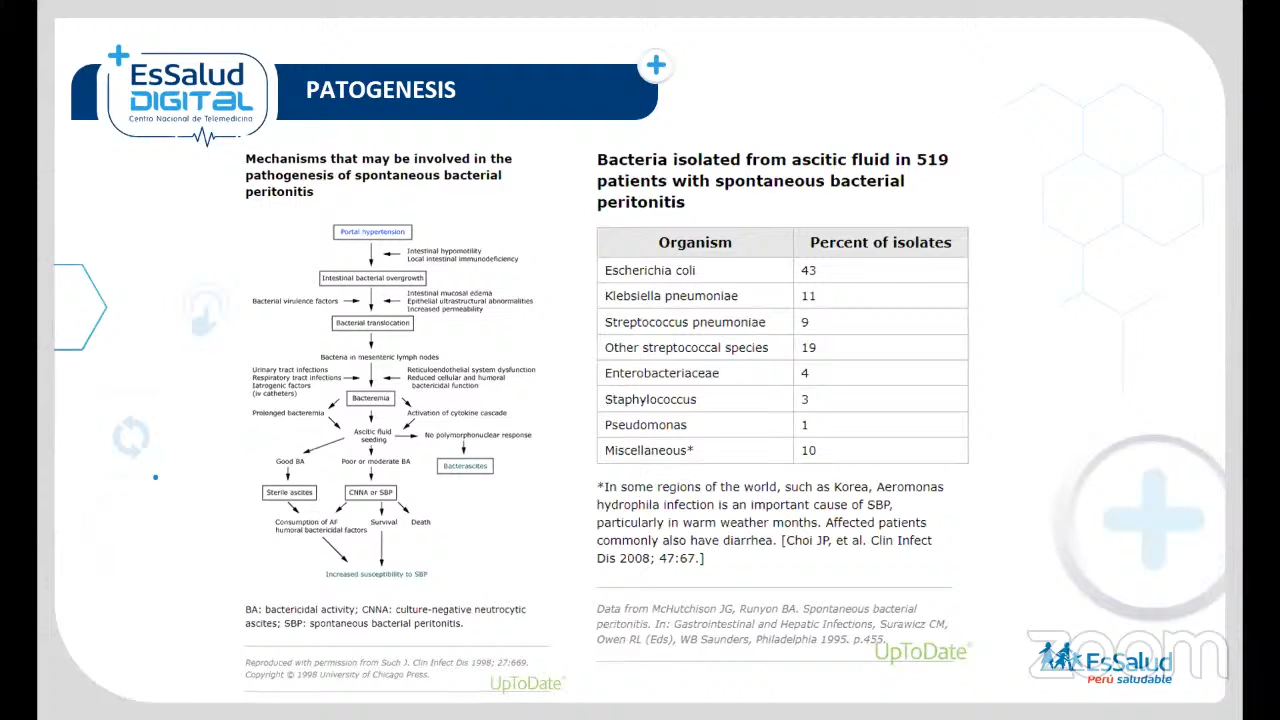 EsSalud
DIGITAL
Centro Nacional de Telemedicina
PATOGENESIS
Mechanisms that may be involved in the
pathogenesis of spontaneous bacterial
peritonitis
Portal hypertension
Intestinal hypomotility
Local intestinal immunodeficiency
Intestinal bacterial overgrowth
Bacterial virulence factors
Intestinal mucosal edema
Epithelial ultrastructural abnormalities
Increased permeability
Bacterial translocation
Bacteria in mesenteric lymph nodes
Urinary tract infections
Respiratory tract infections
Iatrogenic factors
(iv catheters)
Reticuloendothelial system dysfunction
Reduced cellular and humoral
bactericidal function
Bacteremia
Prolonged bacteremia
Activation of cytokine cascade
Ascitic fluid
seeding
No polymorphonuclear response
Good BA
Poor or moderate BA
Bacterascites
Sterile ascites
CNNA or SBP
Consumption of AF
humoral bactericidal factors
Survival
Death
Increased susceptibility to SBP
BA: bactericidal activity; CNNA: culture-negative neutrocytic
ascites; SBP: spontaneous bacterial peritonitis.
Reproduced with permission from Such J. Clin Infect Dis 1998; 27:669.
Copyright © 1998 University of Chicago Press.
UpToDate®
Bacteria isolated from ascitic fluid in 519
patients with spontaneous bacterial
peritonitis
Organism Percent of isolates
Escherichia coli 43
Klebsiella pneumoniae 11
Streptococcus pneumoniae 9
Other streptococcal species 19
Enterobacteriaceae 4
Staphylococcus 3
Pseudomonas 1
Miscellaneous* 10
*In some regions of the world, such as Korea, Aeromonas
hydrophila infection is an important cause of SBP,
particularly in warm weather months. Affected patients
commonly also have diarrhea. [Choi JP, et al. Clin Infect
Dis 2008; 47:67.]
Data from McHutchison JG, Runyon BA. Spontaneous bacterial
peritonitis. In: Gastrointestinal and Hepatic Infections, Surawicz CM,
Owen RL (Eds), WB Saunders, Philadelphia 1995. p.455.
UpToDate®
zoom
EsSalud
Perú saludable